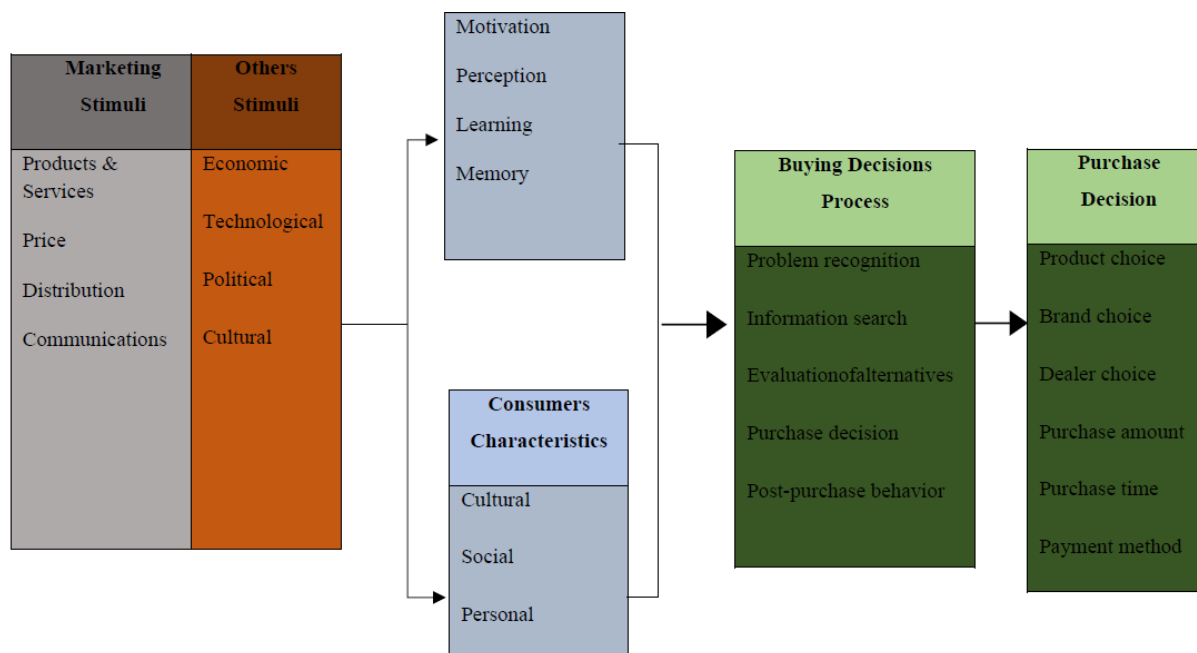 Marketing
Stimuli
Products &
Services
Price
Distribution
Communications
Others
Stimuli
Economic
Technological
Political
Cultural
Motivation
Perception
Learning
Memory
Consumers
Characteristics
Cultural
Social
Personal
Buying Decisions
Process
Problem recognition
Information search
Evaluationofalternatives
Purchase decision
Post-purchase behavior
Purchase
Decision
Product choice
Brand choice
Dealer choice
Purchase amount
Purchase time
Payment method